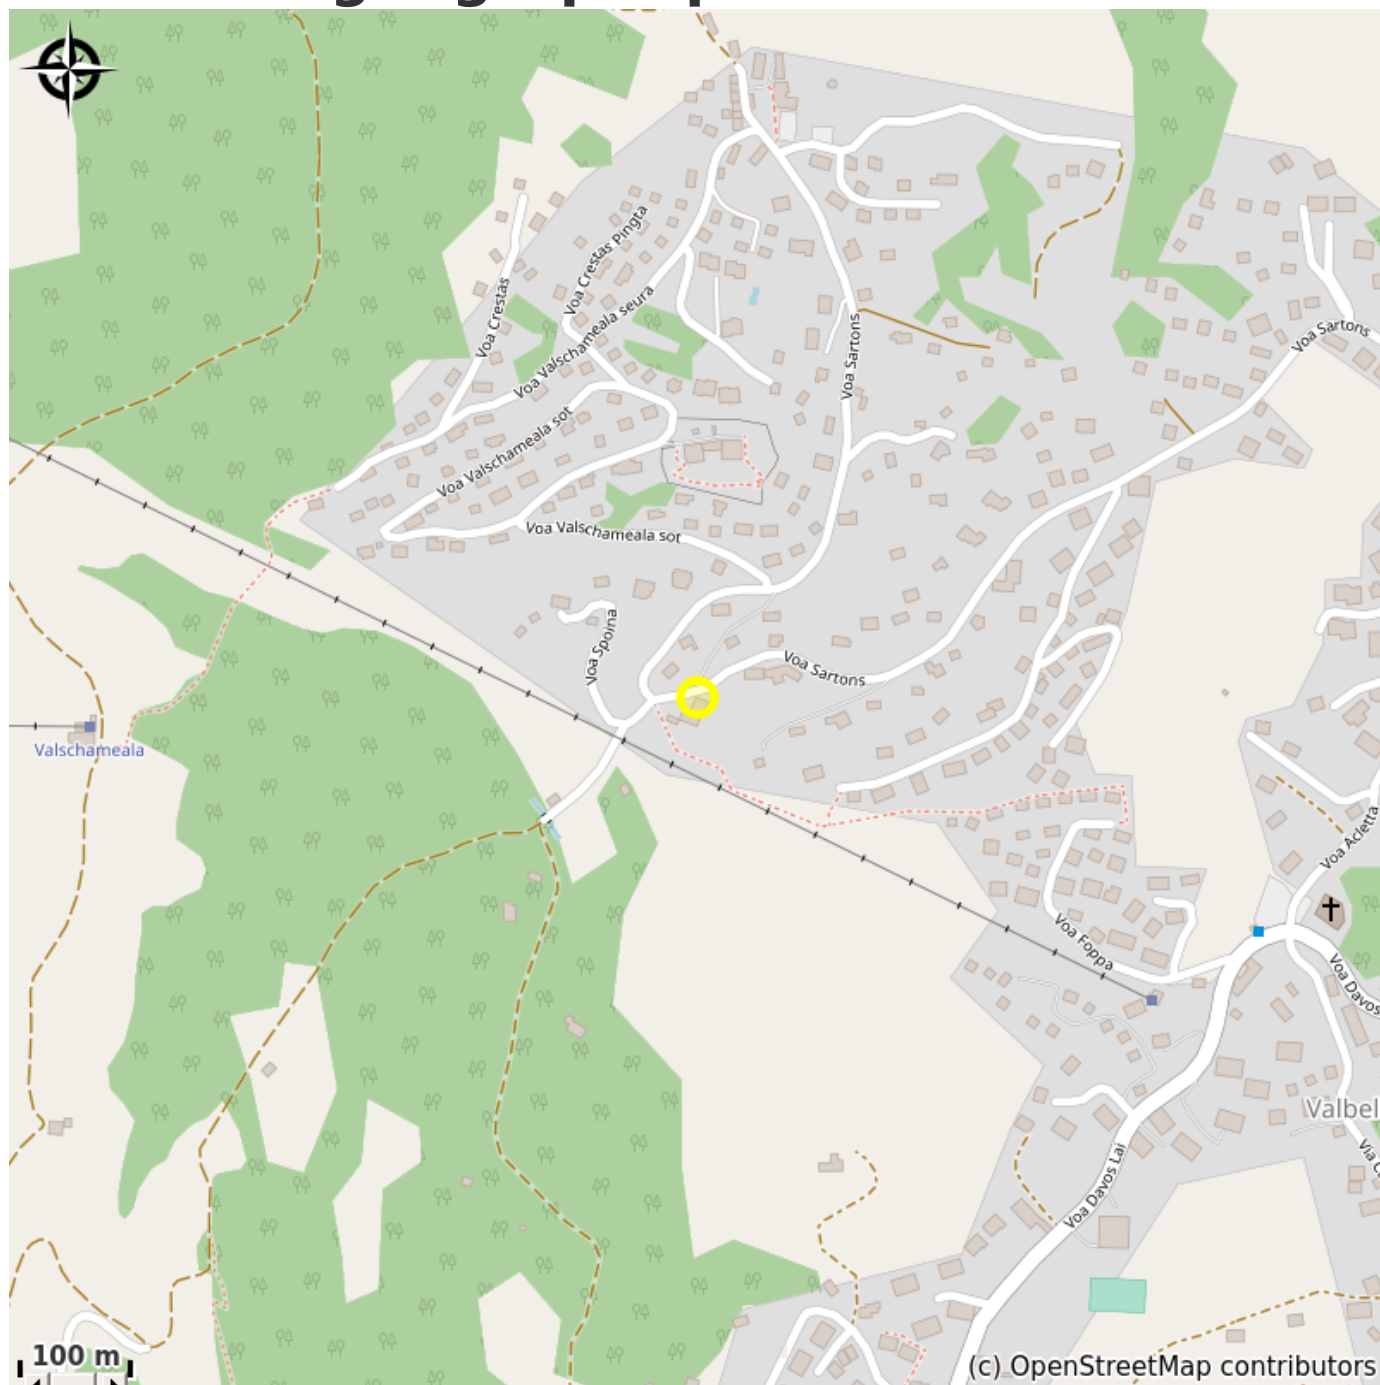 Voa Crestas Pingta
Voa Crestas
Voa Valschameala seura
Voa Sartons
Voa Sartons
Voa Valschameala sot
Voa Valschameala sot
Voa Spoina
Voa Sartons
Valschameala
Voa Acletta
Voa Foppa
Voa Davos
Valbel
Voa Davos Lai
Via C
100 m
(c) OpenStreetMap contributors